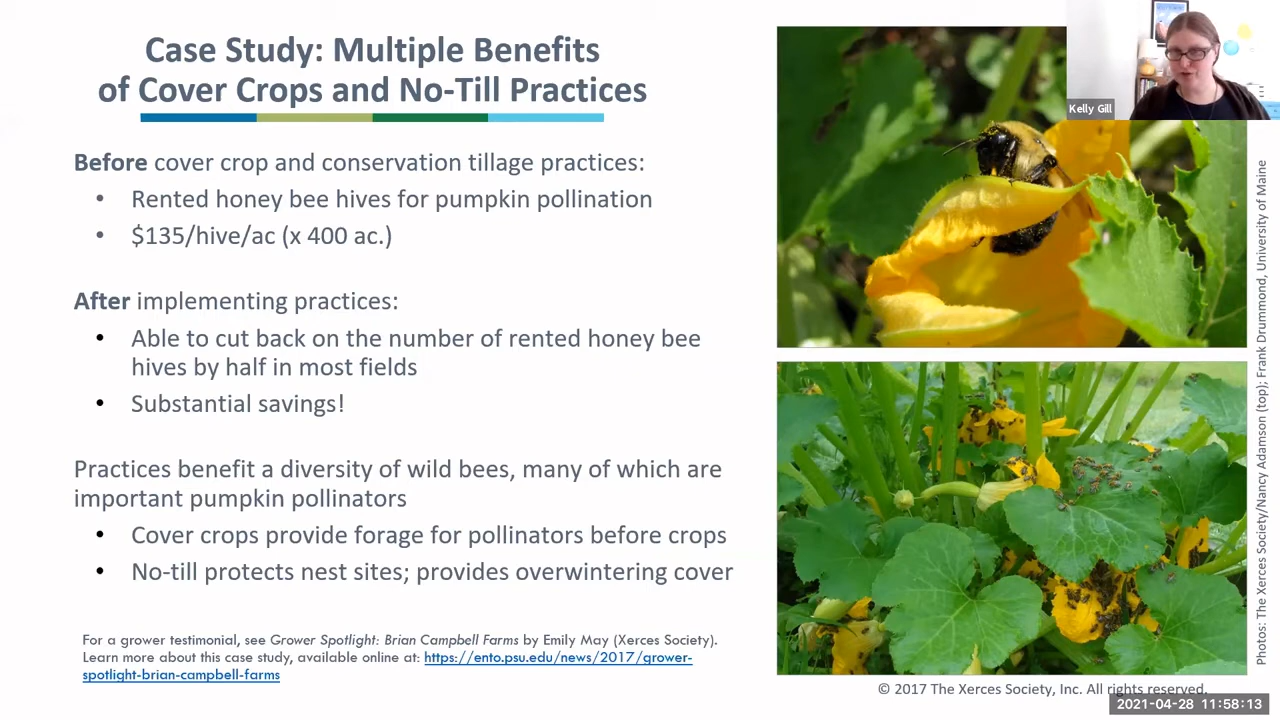 Case Study: Multiple Benefits
of Cover Crops and No-Till Practices
Before cover crop and conservation tillage practices:
• Rented honey bee hives for pumpkin pollination
• $135/hive/ac (x 400 ac.)
After implementing practices:
• Able to cut back on the number of rented honey bee
hives by half in most fields
• Substantial savings!
Practices benefit a diversity of wild bees, many of which are
important pumpkin pollinators
• Cover crops provide forage for pollinators before crops
• No-till protects nest sites; provides overwintering cover
For a grower testimonial, see Grower Spotlight: Brian Campbell Farms by Emily May (Xerces Society).
Learn more about this case study, available online at: https://ento.psu.edu/news/2017/grower-
spotlight-brian-campbell-farms
Kelly Gill
Photos: The Xerces Society/Nancy Adamson (top); Frank Drummond, University of Maine
© 2017 The Xerces Society, Inc. All rights reserved.
2021-04-28 11:58:13